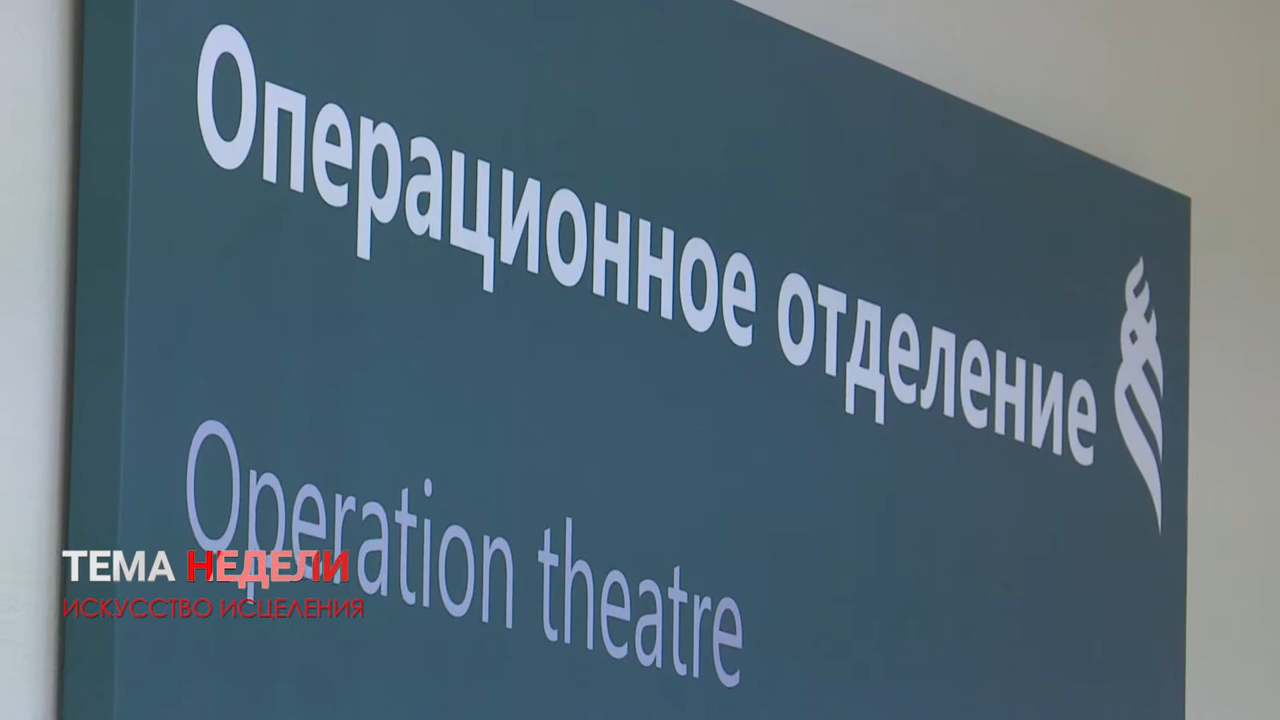 Операционное отделение
Operation theatre
ТЕМА НЕДЕЛИ
ИСКУССТВО ИСЦЕЛЕНИЯ